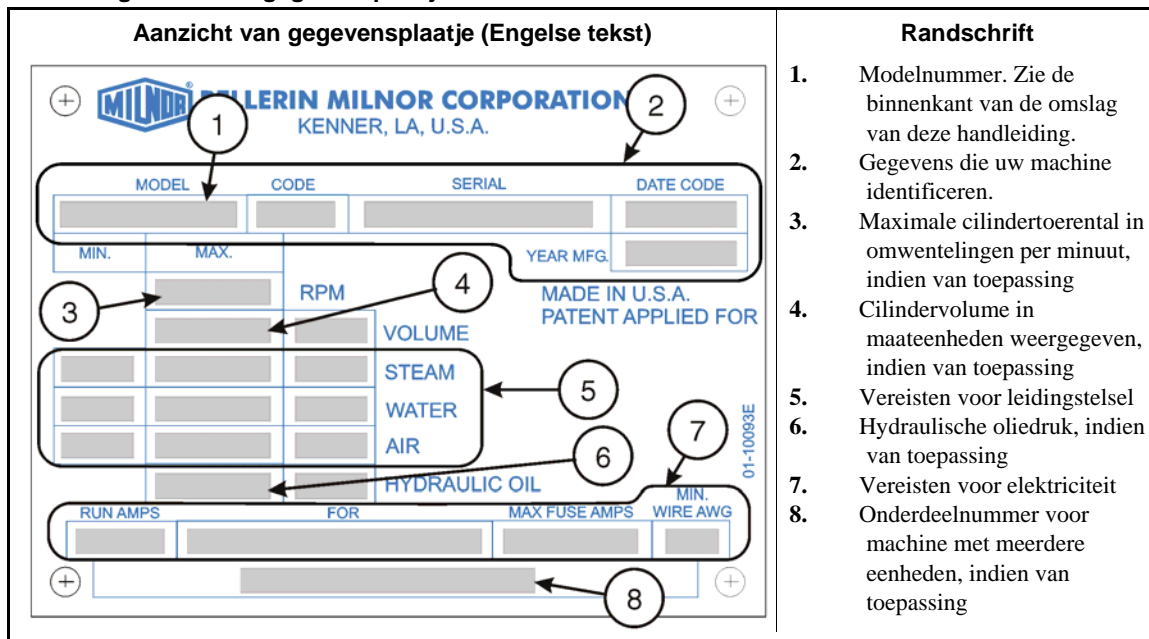 Aanzicht van gegevensplaatje (Engelse tekst)
Randschrift
MILNOR®
PELLERIN MILNOR CORPORATION
KENNER, LA, U.S.A.
1
2
MODEL CODE SERIAL DATE CODE
MIN. MAX. YEAR MFG.
3
RPM
4
MADE IN U.S.A.
PATENT APPLIED FOR
VOLUME
STEAM
5
WATER
AIR
7
6
HYDRAULIC OIL
01-10093E
RUN AMPS FOR MAX FUSE AMPS MIN.
WIRE AWG
8
1. Modelnummer. Zie de
binnenkant van de omslag
van deze handleiding.
2. Gegevens die uw machine
identificeren.
3. Maximale cilindertoerental in
omwentelingen per minuut,
indien van toepassing
4. Cilindervolume in
maateenheden weergegeven,
indien van toepassing
5. Vereisten voor leidingstelsel
6. Hydraulische oliedruk, indien
van toepassing
7. Vereisten voor elektriciteit
8. Onderdeelnummer voor
machine met meerdere
eenheden, indien van
toepassing